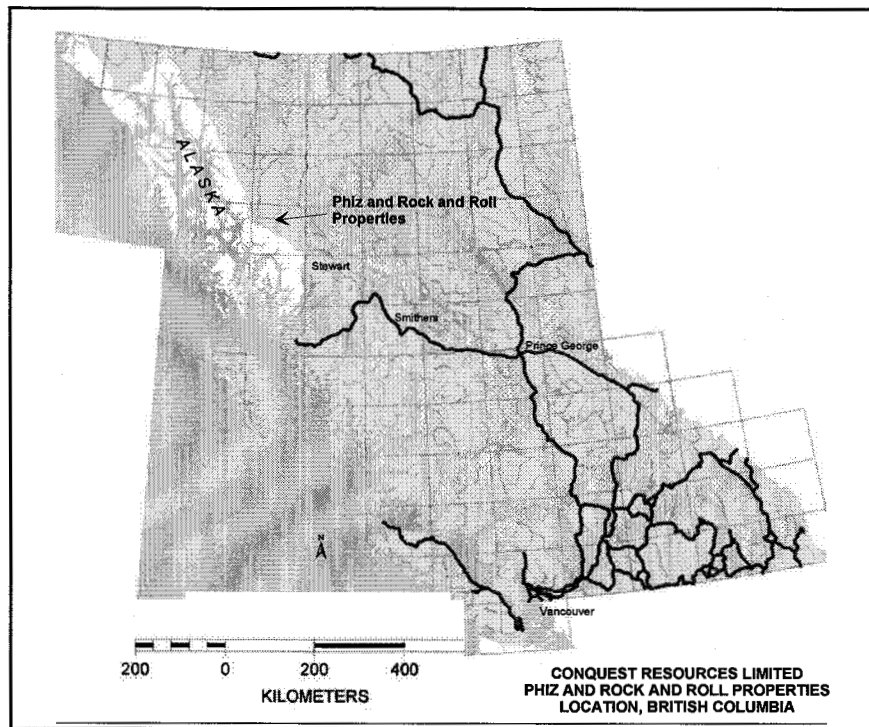 ALASKA
Phiz and Rock and Roll
Properties
Stewart
Smithers
Prince George
N
Vancouver
200 0 200 400
KILOMETERS
CONQUEST RESOURCES LIMITED
PHIZ AND ROCK AND ROLL PROPERTIES
LOCATION, BRITISH COLUMBIA